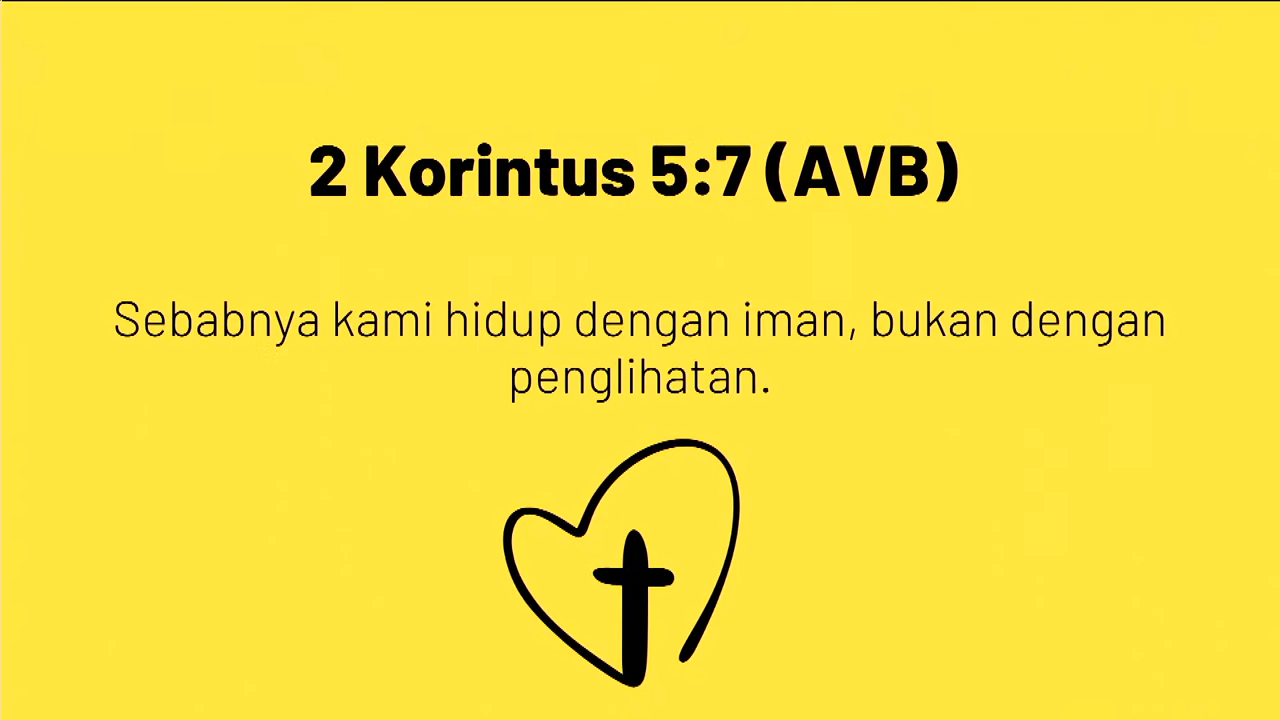 2 Korintus 5:7 (AVB)
Sebabnya kami hidup dengan iman, bukan dengan
penglihatan.